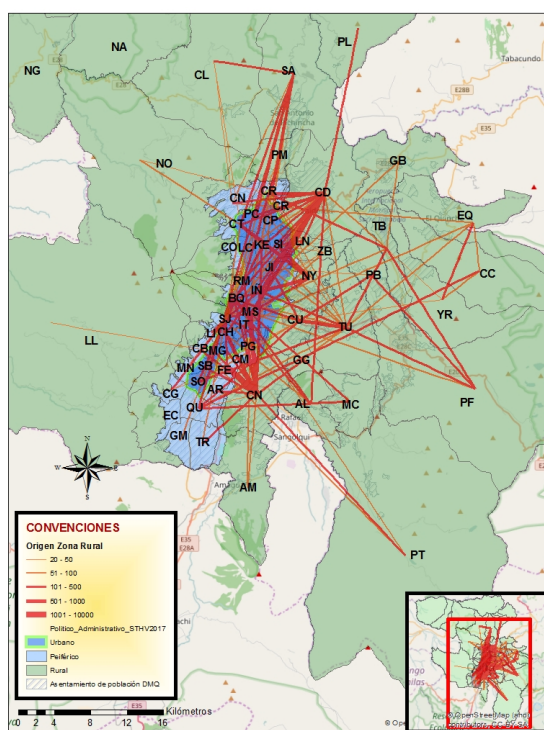 PL
NA
Tabacundo
NG
CL
SA
E28B
E35
PM
NO
GB
CR
CD
CN
CR
PC
CP
EQ
CT
TB
El Quinche
CO
LC
KE
SI
LN
ZB
JI
CC
NY
PB
RM
IN
YR
BQ
MS
SJ
CU
TU
LI
CH
IT
LL
CB
MG
PG
CM
GG
MN
SB
FE
PF
SO
AR
CN
CG
QU
AL
MC
EC
Sangolquí
GM
TR
N
S
AM
E35
E28A
PT
CONVENCIONES
Origen Zona Rural
20 - 50
51 - 100
101 - 500
501 - 1000
1001 - 10000
Politico_Administrativo_STHV2017
Urbano
Peiférico
Rural
Asentamiento de población DMQ
0 2 4 8 12 16
Kilómetros
© OpenStreetMap (and)
contributors, CC-BY-SA